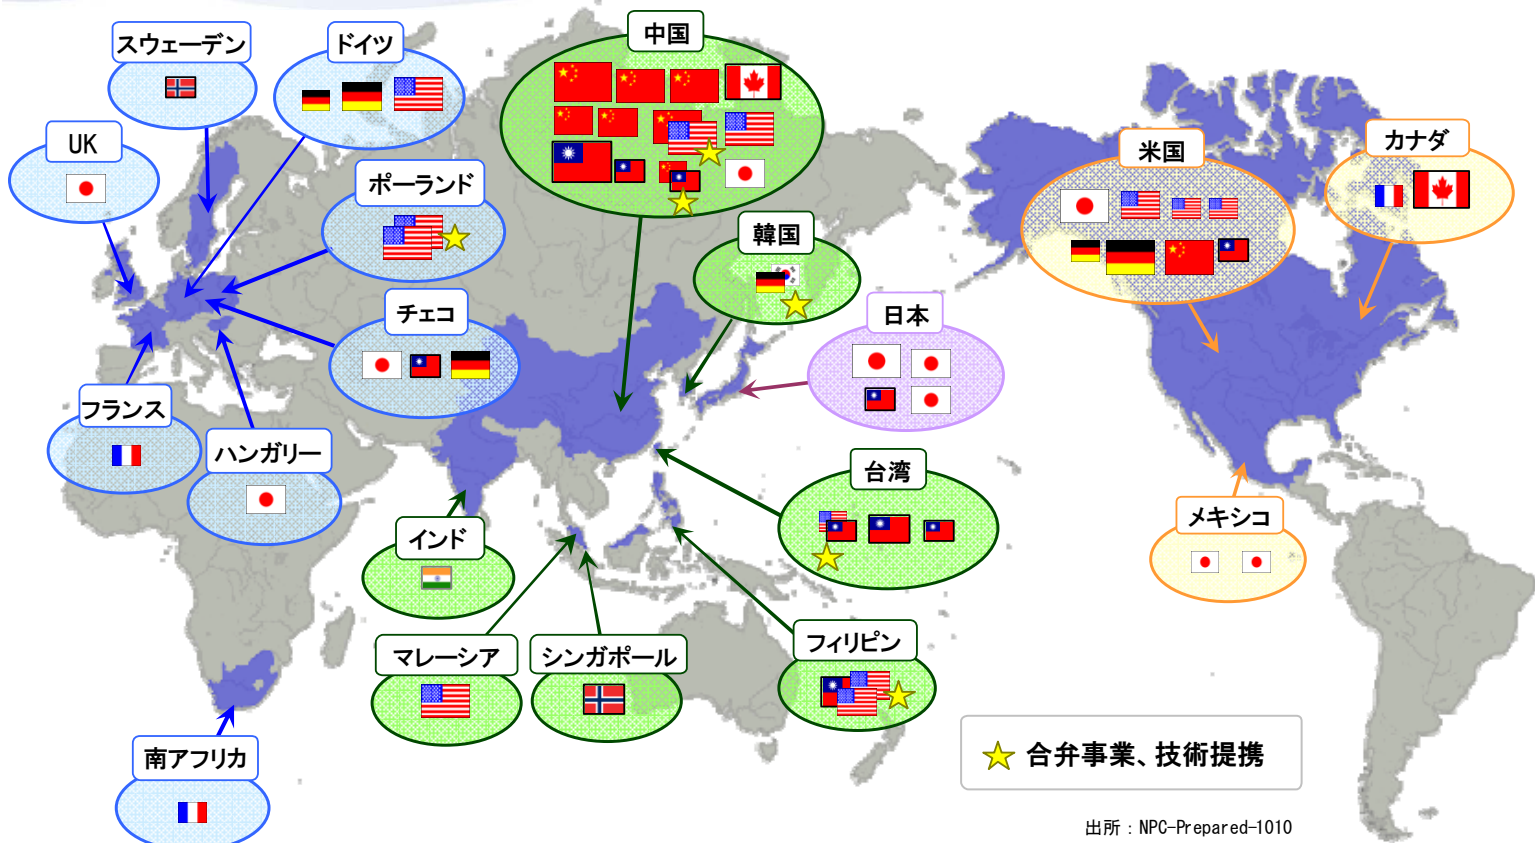 スウェーデン
ドイツ
中国
UK
ポーランド
韓国
米国
カナダ
チェコ
日本
フランス
ハンガリー
台湾
インド
メキシコ
マレーシア
シンガポール
フィリピン
南アフリカ
合弁事業、技術提携
出所：NPC-Prepared-1010